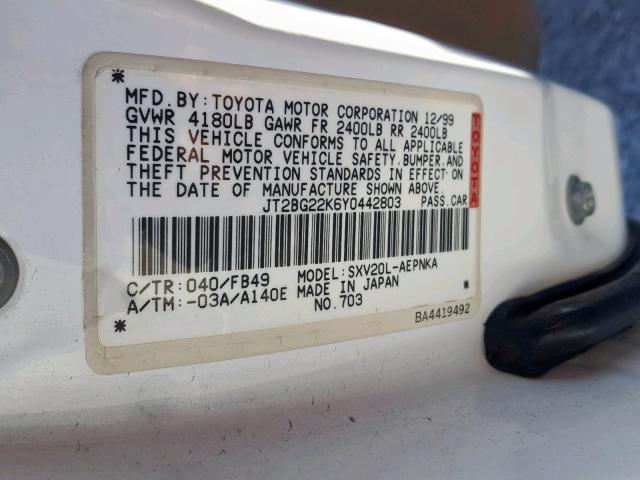 MFD. BY: TOYOTA MOTOR CORPORATION 12/99
GVWR 4180LB GAWR FR 2400LB RR 2400LB
THIS VEHICLE CONFORMS TO ALL APPLICABLE
FEDERAL MOTOR VEHICLE SAFETY, BUMPER, AND
THEFT PREVENTION STANDARDS IN EFFECT ON
THE DATE OF MANUFACTURE SHOWN ABOVE.
JT2BG22K6Y0442803 PASS.CAR
TOYOTA
C/TR: 040/FB49 MODEL: SXV20L-AEPNKA
A/TM: -03A/A140E MADE IN JAPAN
NO. 703
BA4419492